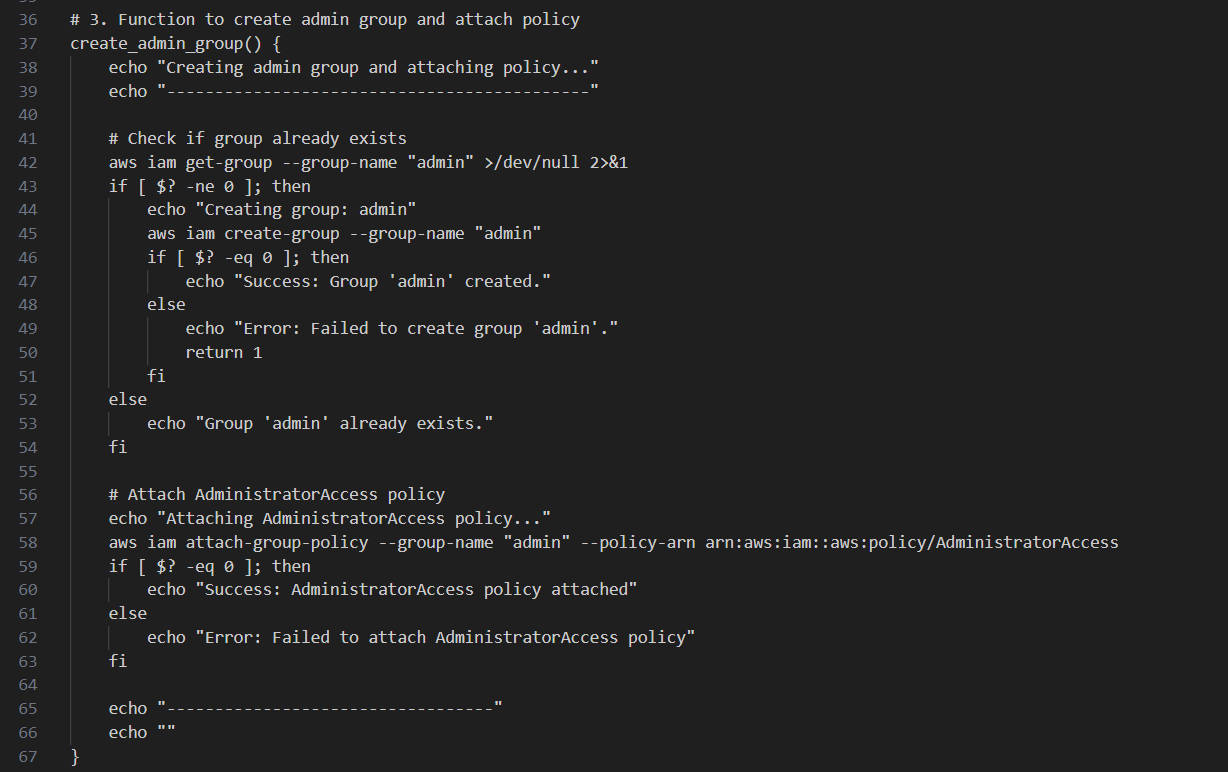 36 # 3. Function to create admin group and attach policy
37 create_admin_group() {
38     echo "Creating admin group and attaching policy..."
39     echo "--------------------------------------------"
40
41     # Check if group already exists
42     aws iam get-group --group-name "admin" >/dev/null 2>&1
43     if [ $? -ne 0 ]; then
44         echo "Creating group: admin"
45         aws iam create-group --group-name "admin"
46         if [ $? -eq 0 ]; then
47             echo "Success: Group 'admin' created."
48         else
49             echo "Error: Failed to create group 'admin'."
50             return 1
51         fi
52     else
53         echo "Group 'admin' already exists."
54     fi
55
56     # Attach AdministratorAccess policy
57     echo "Attaching AdministratorAccess policy..."
58     aws iam attach-group-policy --group-name "admin" --policy-arn arn:aws:iam::aws:policy/AdministratorAccess
59     if [ $? -eq 0 ]; then
60         echo "Success: AdministratorAccess policy attached"
61     else
62         echo "Error: Failed to attach AdministratorAccess policy"
63     fi
64
65     echo "----------------------------------"
66     echo ""
67 }